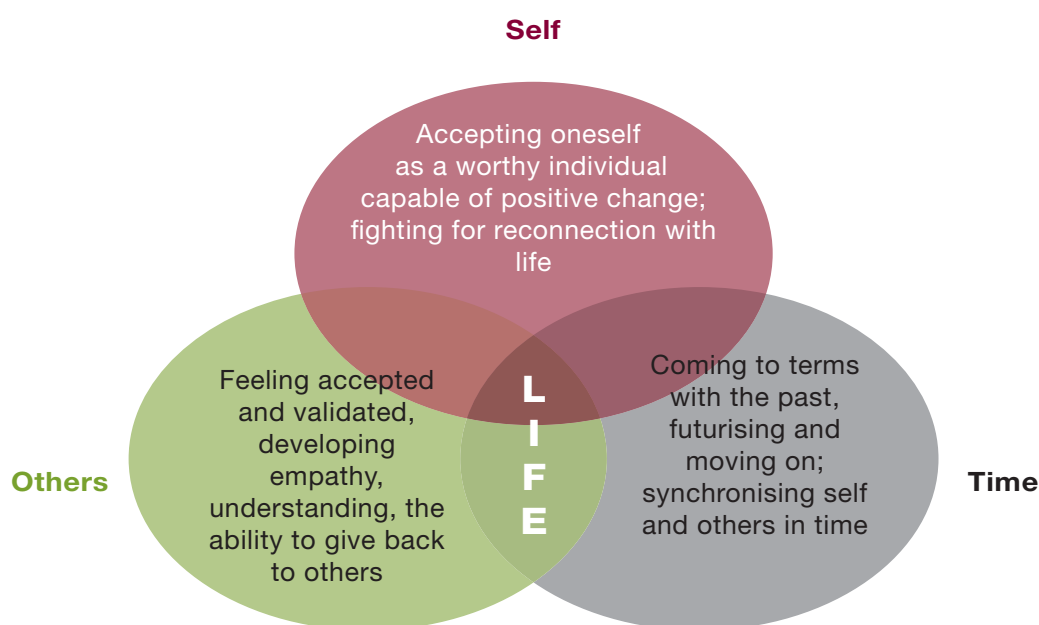 Self
Accepting oneself
as a worthy individual
capable of positive change;
fighting for reconnection with
life
Others
Feeling accepted
and validated,
developing
empathy,
understanding, the
ability to give back
to others
L
I
F
E
Coming to terms
with the past,
futurising and
moving on;
synchronising self
and others in time
Time